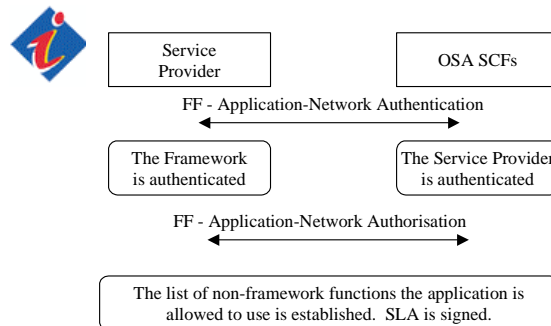 Service
Provider
OSA SCFs
FF - Application-Network Authentication
The Framework
is authenticated
The Service Provider
is authenticated
FF - Application-Network Authorisation
The list of non-framework functions the application is
allowed to use is established. SLA is signed.